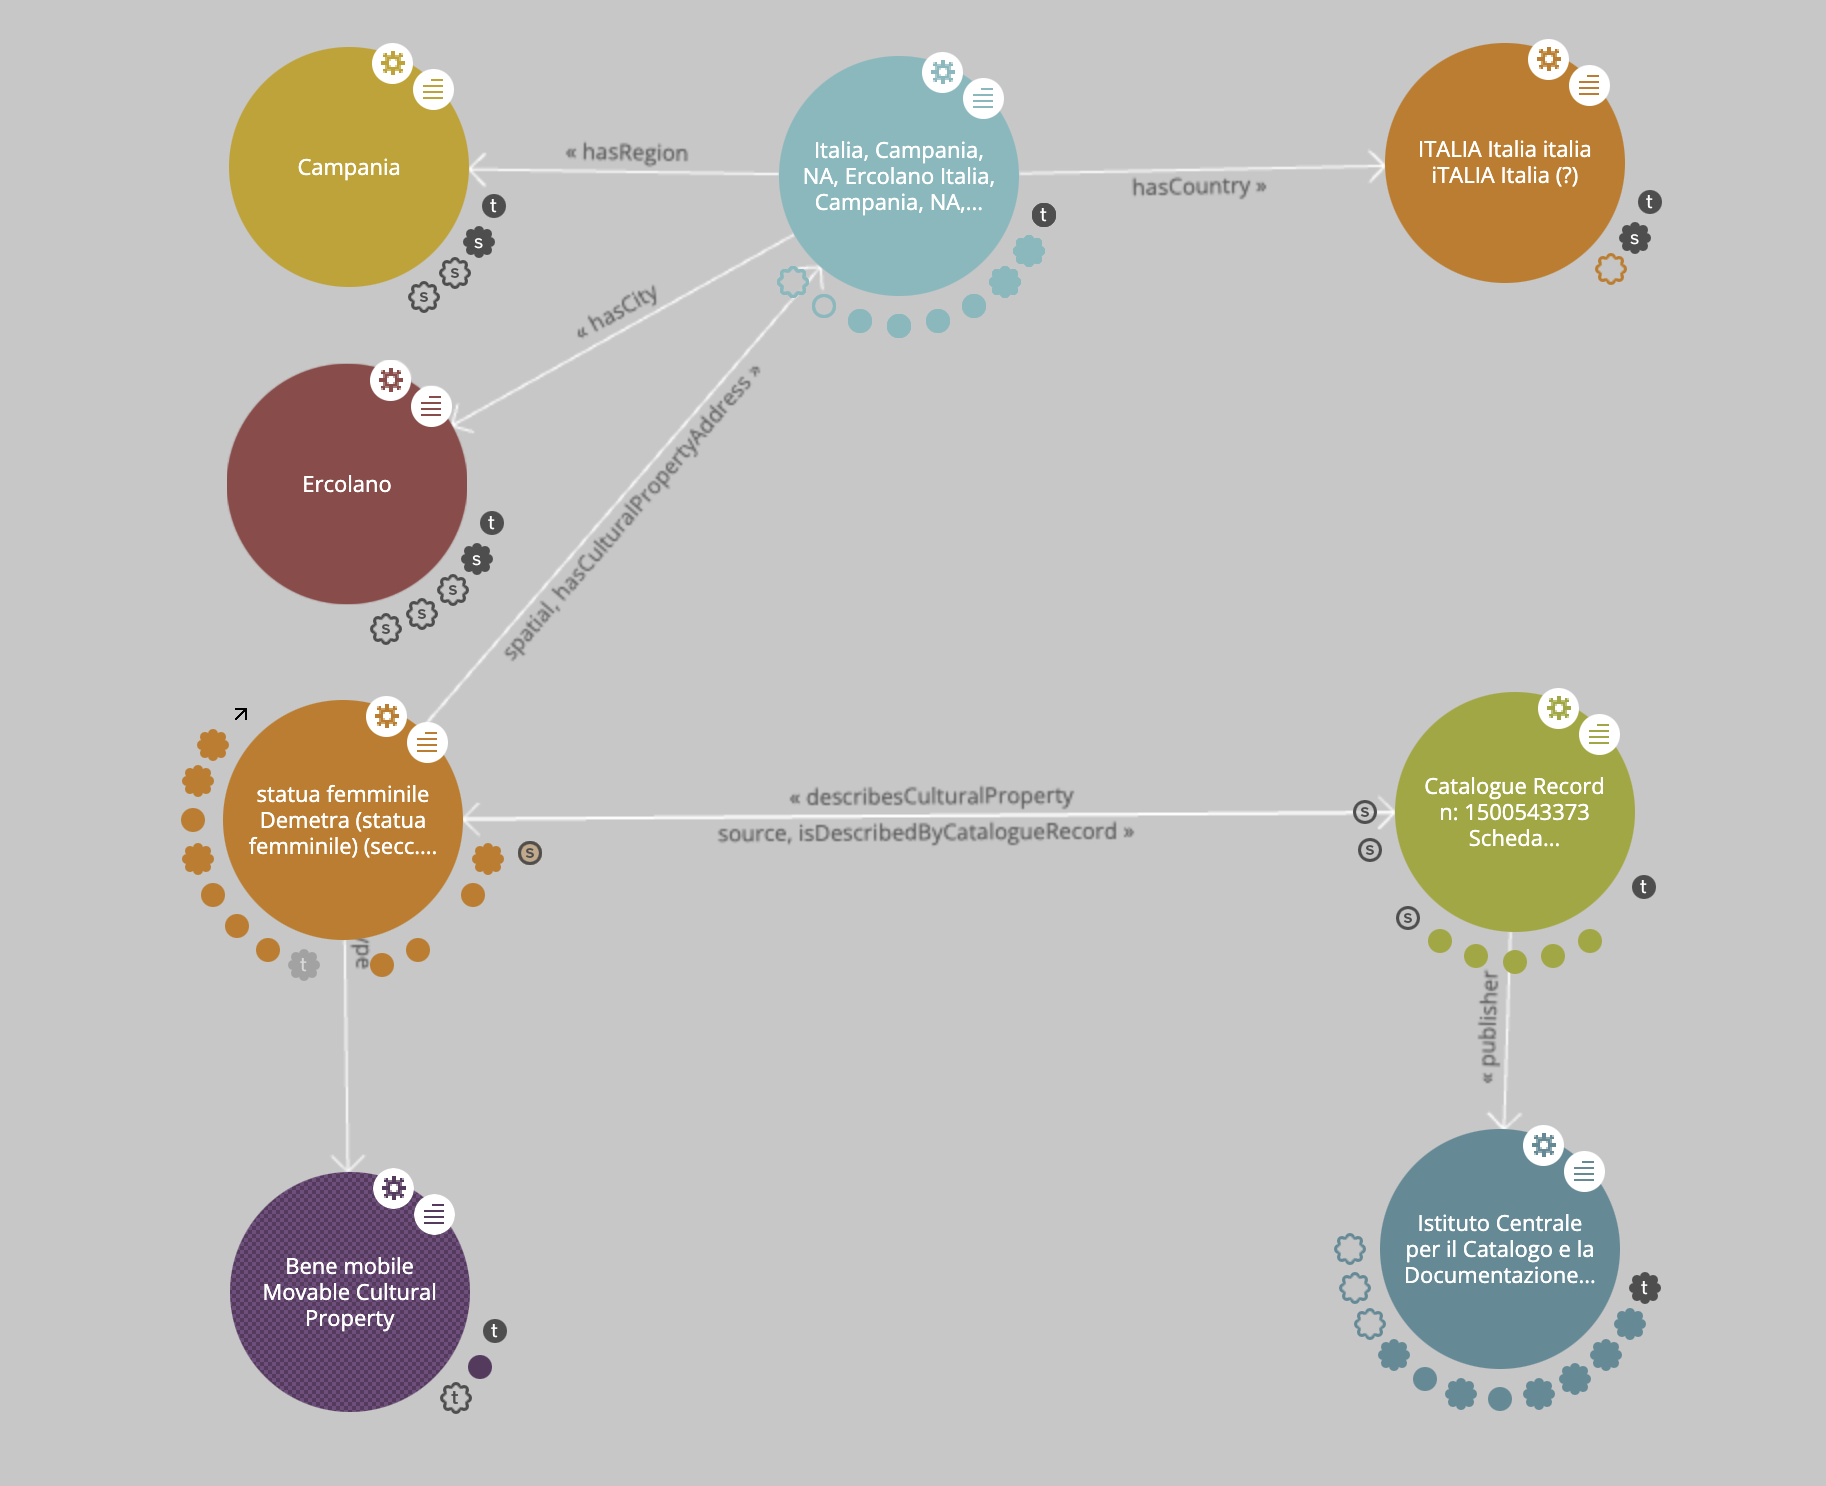 Campania
« hasRegion
Italia, Campania,
NA, Ercolano Italia,
Campania, NA,...
hasCountry »
ITALIA Italia italia
iTALIA Italia (?)
t
s
s
s
t
t
s
« hasCity
Ercolano
t
s
s
s
s
spatial, hasCulturalPropertyAddress »
statua femminile
Demetra (statua
femminile) (secc....
s
t
« describesCulturalProperty
source, isDescribedByCatalogueRecord »
s
s
s
Catalogue Record
n: 1500543373
Scheda...
t
« publisher
Bene mobile
Movable Cultural
Property
t
t
Istituto Centrale
per il Catalogo e la
Documentazione...
t